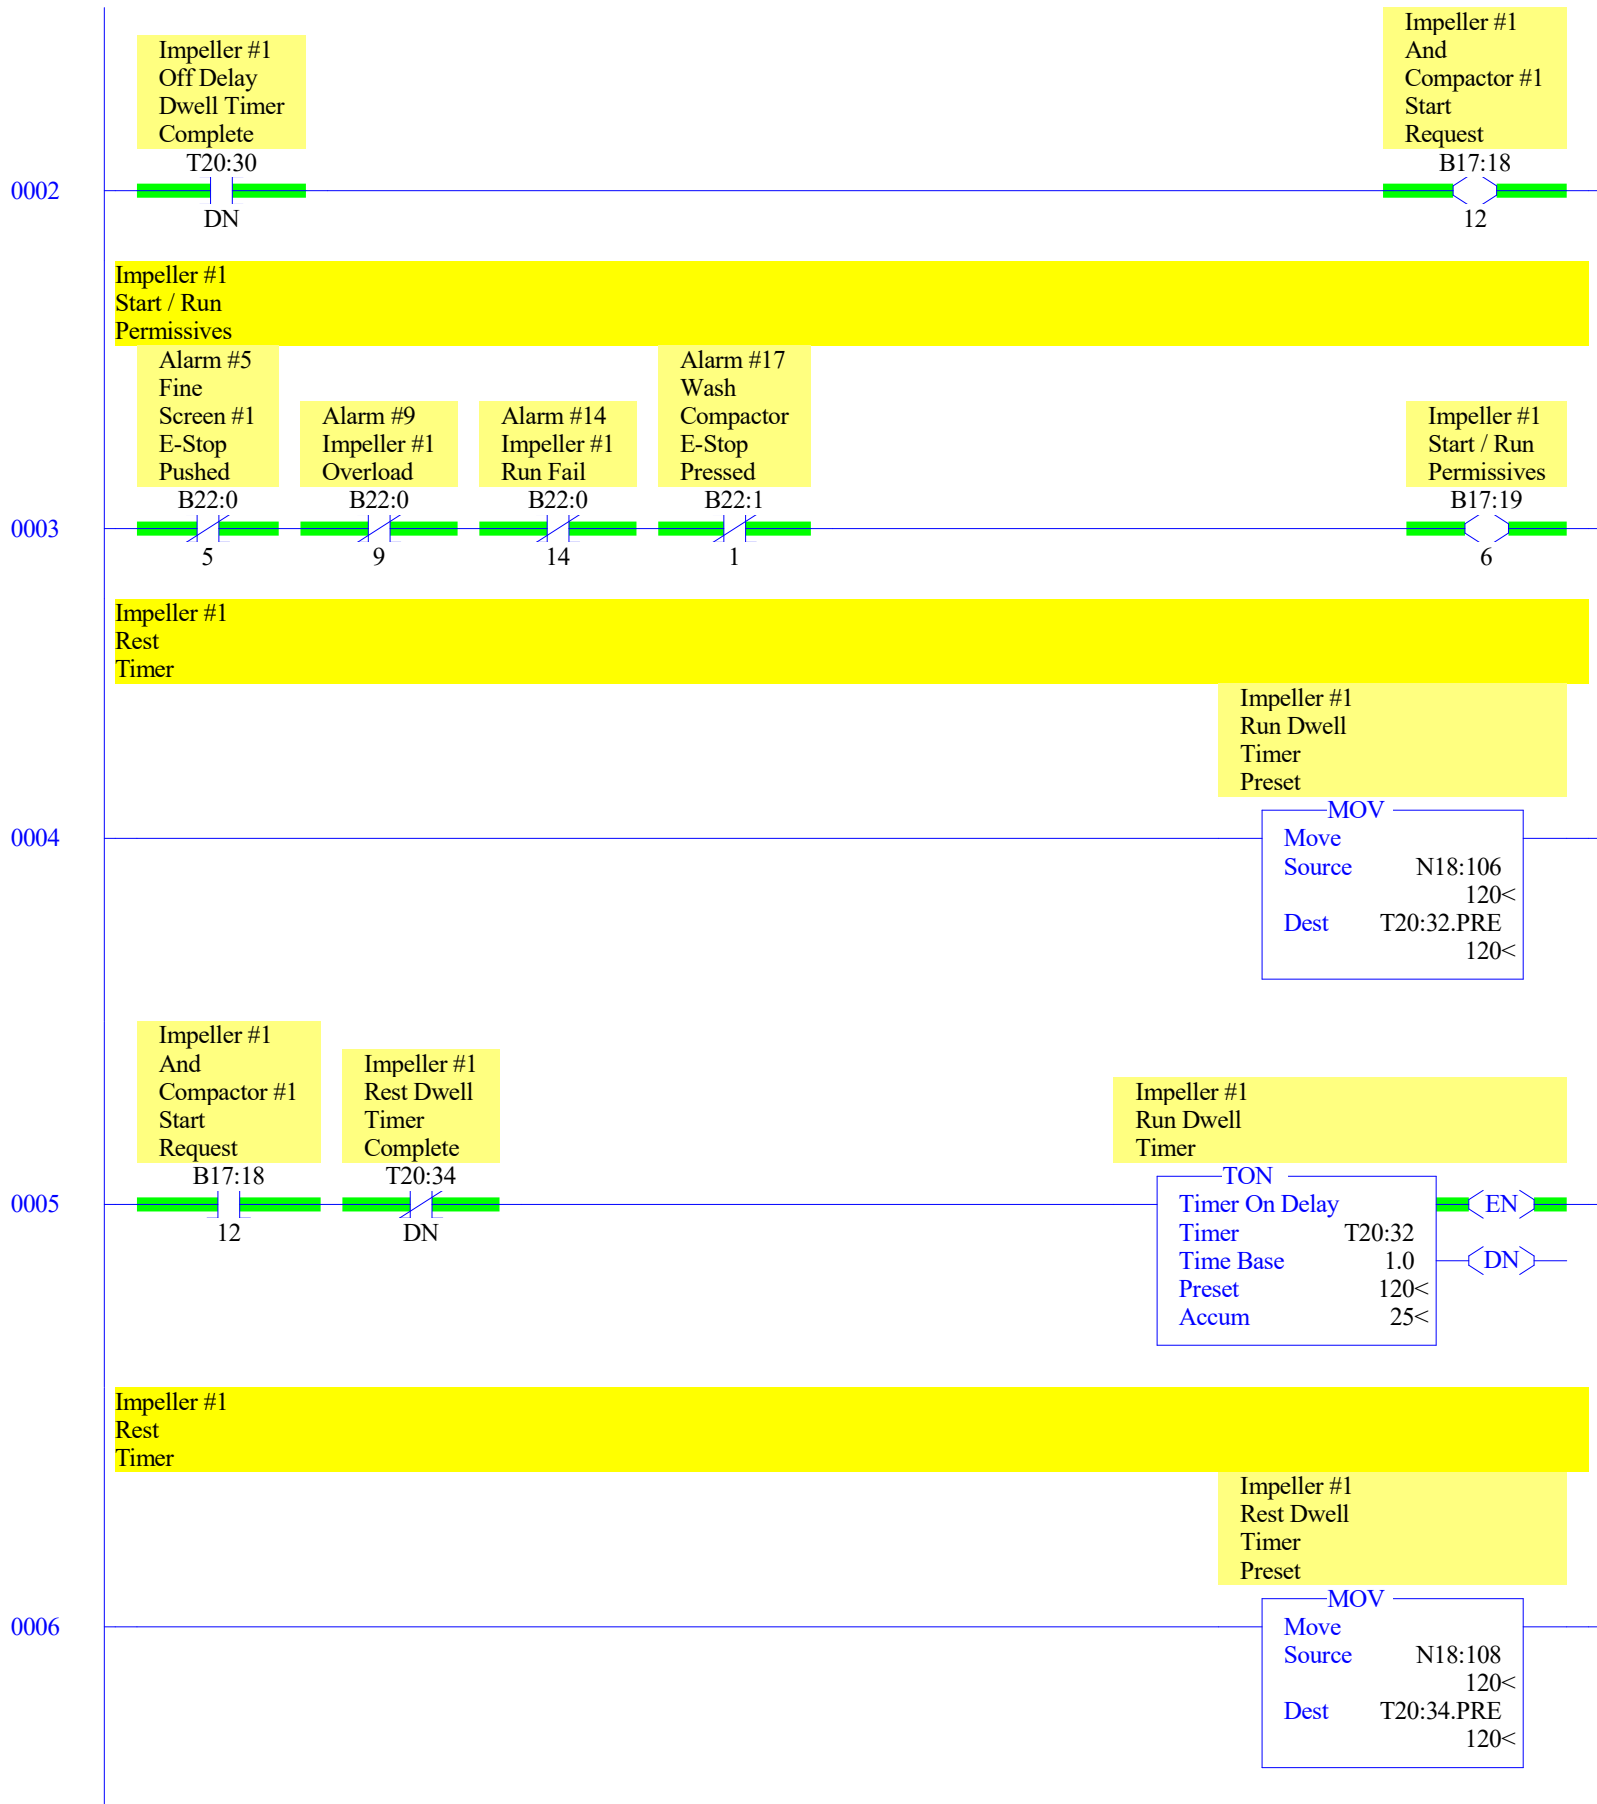 Impeller #1
Off Delay
Dwell Timer
Complete
T20:30
DN
Impeller #1
And
Compactor #1
Start
Request
B17:18
12
0002
Impeller #1
Start / Run
Permissives
Alarm #5
Fine
Screen #1
E-Stop
Pushed
B22:0
5
Alarm #9
Impeller #1
Overload
B22:0
9
Alarm #14
Impeller #1
Run Fail
B22:0
14
Alarm #17
Wash
Compactor
E-Stop
Pressed
B22:1
1
Impeller #1
Start / Run
Permissives
B17:19
6
0003
Impeller #1
Rest
Timer
Impeller #1
Run Dwell
Timer
Preset
0004
MOV
Move
Source N18:106
120<
Dest T20:32.PRE
120<
Impeller #1
And
Compactor #1
Start
Request
B17:18
12
Impeller #1
Rest Dwell
Timer
Complete
T20:34
DN
Impeller #1
Run Dwell
Timer
0005
TON
Timer On Delay
Timer T20:32
Time Base 1.0
Preset 120<
Accum 25<
EN
DN
Impeller #1
Rest
Timer
Impeller #1
Rest Dwell
Timer
Preset
0006
MOV
Move
Source N18:108
120<
Dest T20:34.PRE
120<